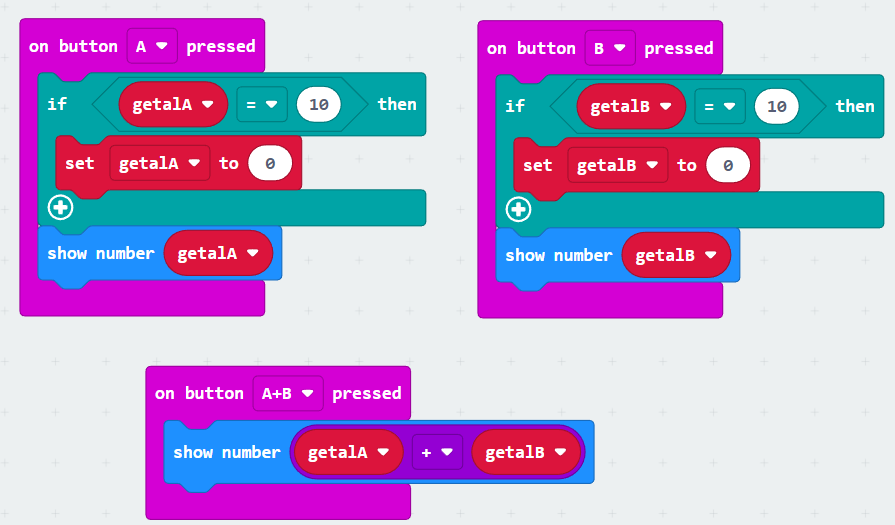 on button A pressed
if getalA = 10 then
set getalA to 0
show number getalA
on button B pressed
if getalB = 10 then
set getalB to 0
show number getalB
on button A+B pressed
show number getalA + getalB